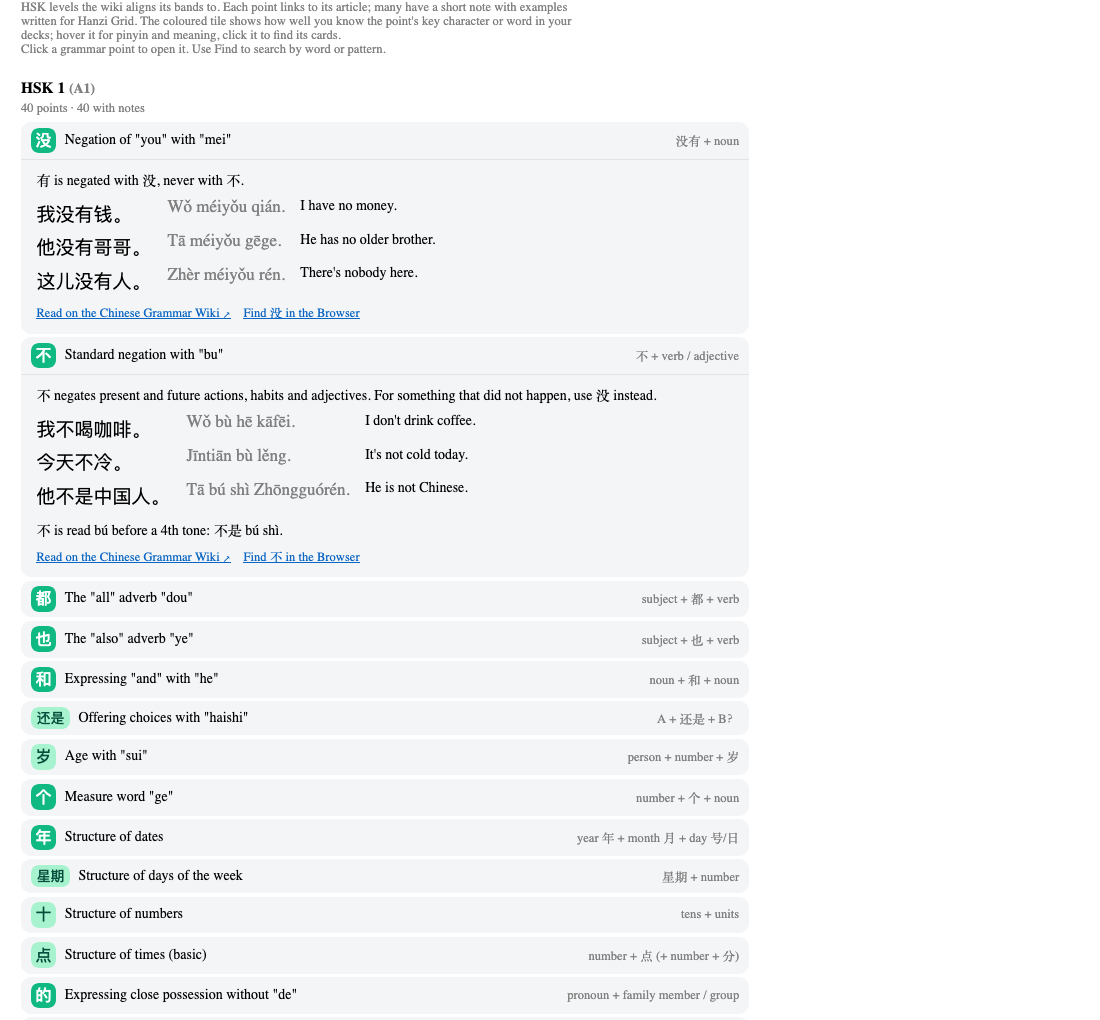 HSK levels the wiki aligns its bands to. Each point links to its article; many have a short note with examples
written for Hanzi Grid. The coloured tile shows how well you know the point's key character or word in your
decks; hover it for pinyin and meaning, click it to find its cards.
Click a grammar point to open it. Use Find to search by word or pattern.
HSK 1 (A1)
40 points · 40 with notes
没 Negation of "you" with "mei" 没有 + noun
有 is negated with 没, never with 不.
我没有钱。 Wǒ méiyǒu qián. I have no money.
他没有哥哥。 Tā méiyǒu gēge. He has no older brother.
这儿没有人。 Zhèr méiyǒu rén. There's nobody here.
Read on the Chinese Grammar Wiki ↗ Find 没 in the Browser
不 Standard negation with "bu" 不 + verb / adjective
不 negates present and future actions, habits and adjectives. For something that did not happen, use 没 instead.
我不喝咖啡。 Wǒ bù hē kāfēi. I don't drink coffee.
今天不冷。 Jīntiān bù lěng. It's not cold today.
他不是中国人。 Tā bú shì Zhōngguórén. He is not Chinese.
不 is read bú before a 4th tone: 不是 bú shì.
Read on the Chinese Grammar Wiki ↗ Find 不 in the Browser
都 The "all" adverb "dou" subject + 都 + verb
也 The "also" adverb "ye" subject + 也 + verb
和 Expressing "and" with "he" noun + 和 + noun
还是 Offering choices with "haishi" A + 还是 + B？
岁 Age with "sui" person + number + 岁
个 Measure word "ge" number + 个 + noun
年 Structure of dates year 年 + month 月 + day 号/日
星期 Structure of days of the week 星期 + number
十 Structure of numbers tens + units
点 Structure of times (basic) number + 点 (+ number + 分)
的 Expressing close possession without "de" pronoun + family member / group